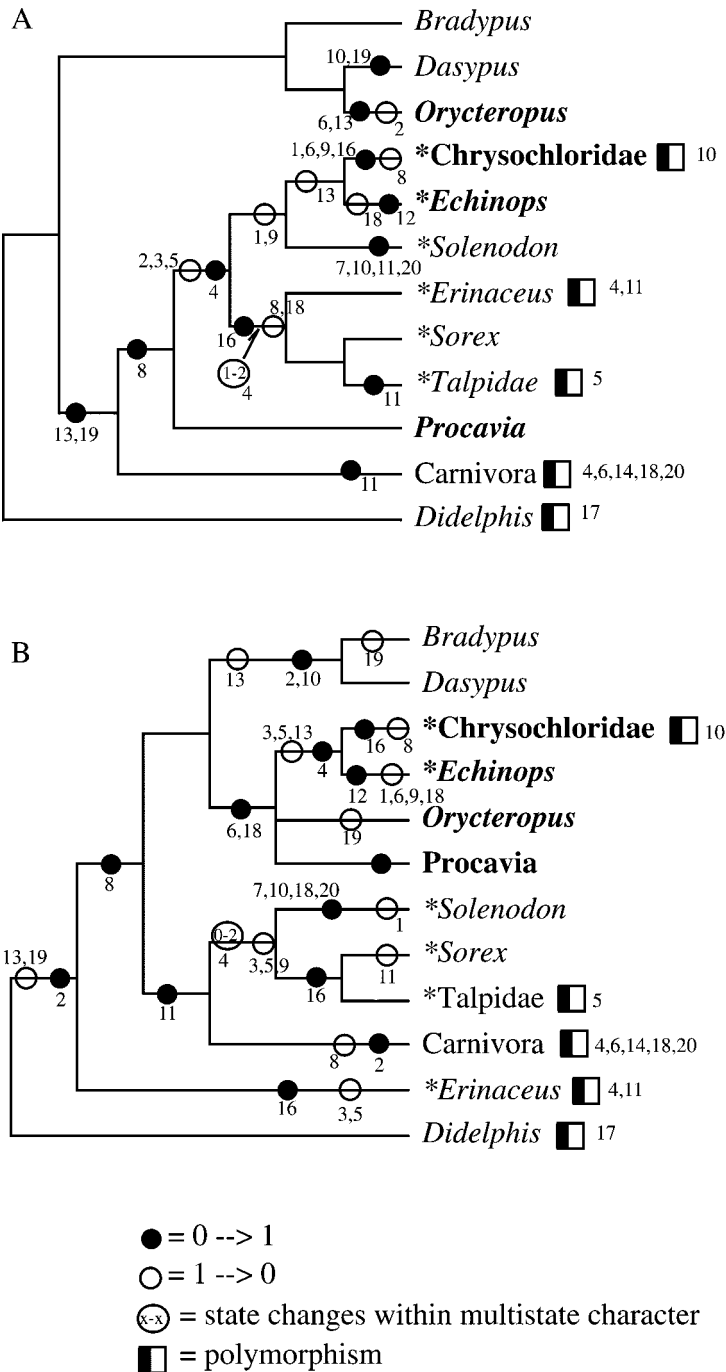 A
Bradypus
10,19
Dasypus
6,13
2
Orycteropus
1,6,9,16
8
*Chrysochloridae
10
13
18
12
*Echinops
1,9
7,10,11,20
*Solenodon
2,3,5
4
8,18
*Erinaceus
4,11
16
1-2
4
*Sorex
8
11
*Talpidae
5
13,19
Procavia
11
Carnivora
4,6,14,18,20
Didelphis
17
B
Bradypus
19
13
2,10
Dasypus
3,5,13
4
16
8
*Chrysochloridae
10
12
1,6,9,18
*Echinops
6,18
19
Orycteropus
8
Procavia
7,10,18,20
1
*Solenodon
0-2
4
3,5,9
*Sorex
11
13,19
2
16
*Talpidae
5
11
8
2
Carnivora
4,6,14,18,20
16
3,5
*Erinaceus
4,11
Didelphis
17
= 0 --> 1
= 1 --> 0
x-x = state changes within multistate character
= polymorphism